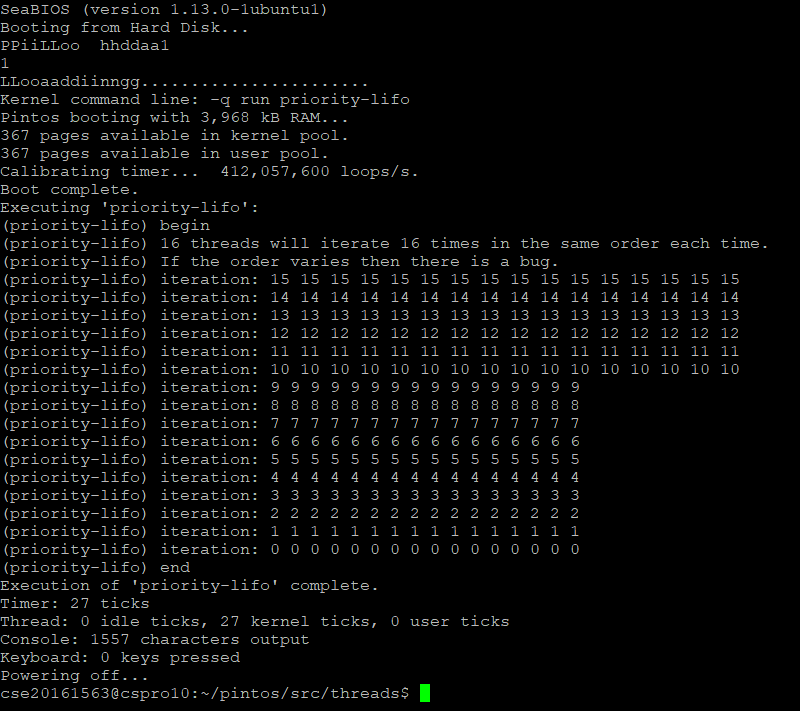 SeaBIOS (version 1.13.0-1ubuntu1)
Booting from Hard Disk...
PPiiLLoo  hhddaa1
1
LLooaaddiinngg.......................
Kernel command line: -q run priority-lifo
Pintos booting with 3,968 kB RAM...
367 pages available in kernel pool.
367 pages available in user pool.
Calibrating timer...  412,057,600 loops/s.
Boot complete.
Executing 'priority-lifo':
(priority-lifo) begin
(priority-lifo) 16 threads will iterate 16 times in the same order each time.
(priority-lifo) If the order varies then there is a bug.
(priority-lifo) iteration: 15 15 15 15 15 15 15 15 15 15 15 15 15 15 15 15
(priority-lifo) iteration: 14 14 14 14 14 14 14 14 14 14 14 14 14 14 14 14
(priority-lifo) iteration: 13 13 13 13 13 13 13 13 13 13 13 13 13 13 13 13
(priority-lifo) iteration: 12 12 12 12 12 12 12 12 12 12 12 12 12 12 12 12
(priority-lifo) iteration: 11 11 11 11 11 11 11 11 11 11 11 11 11 11 11 11
(priority-lifo) iteration: 10 10 10 10 10 10 10 10 10 10 10 10 10 10 10 10
(priority-lifo) iteration: 9 9 9 9 9 9 9 9 9 9 9 9 9 9 9 9
(priority-lifo) iteration: 8 8 8 8 8 8 8 8 8 8 8 8 8 8 8 8
(priority-lifo) iteration: 7 7 7 7 7 7 7 7 7 7 7 7 7 7 7 7
(priority-lifo) iteration: 6 6 6 6 6 6 6 6 6 6 6 6 6 6 6 6
(priority-lifo) iteration: 5 5 5 5 5 5 5 5 5 5 5 5 5 5 5 5
(priority-lifo) iteration: 4 4 4 4 4 4 4 4 4 4 4 4 4 4 4 4
(priority-lifo) iteration: 3 3 3 3 3 3 3 3 3 3 3 3 3 3 3 3
(priority-lifo) iteration: 2 2 2 2 2 2 2 2 2 2 2 2 2 2 2 2
(priority-lifo) iteration: 1 1 1 1 1 1 1 1 1 1 1 1 1 1 1 1
(priority-lifo) iteration: 0 0 0 0 0 0 0 0 0 0 0 0 0 0 0 0
(priority-lifo) end
Execution of 'priority-lifo' complete.
Timer: 27 ticks
Thread: 0 idle ticks, 27 kernel ticks, 0 user ticks
Console: 1557 characters output
Keyboard: 0 keys pressed
Powering off...
cse20161563@cspro10:~/pintos/src/threads$